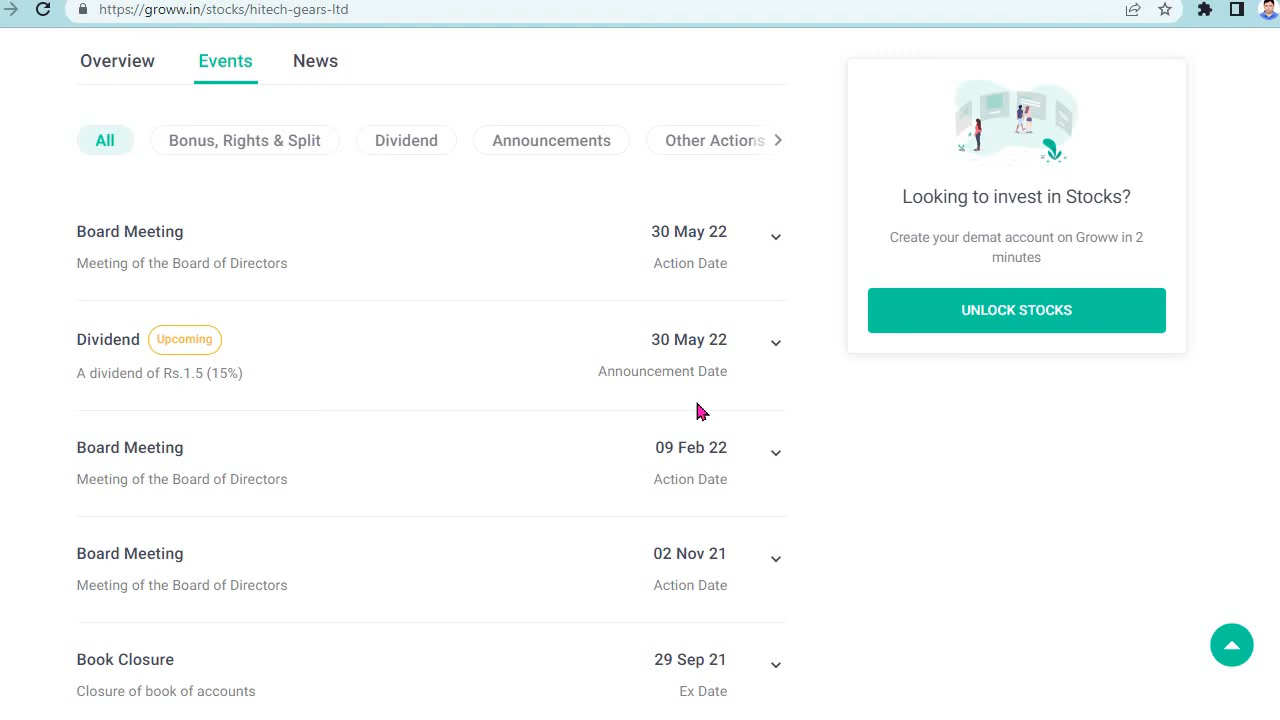 https://groww.in/stocks/hitech-gears-ltd
Overview Events News
All Bonus, Rights & Split Dividend Announcements Other Actions
Board Meeting 30 May 22
Meeting of the Board of Directors Action Date
Dividend Upcoming 30 May 22
A dividend of Rs.1.5 (15%) Announcement Date
Board Meeting 09 Feb 22
Meeting of the Board of Directors Action Date
Board Meeting 02 Nov 21
Meeting of the Board of Directors Action Date
Book Closure 29 Sep 21
Closure of book of accounts Ex Date
Looking to invest in Stocks?
Create your demat account on Groww in 2
minutes
UNLOCK STOCKS